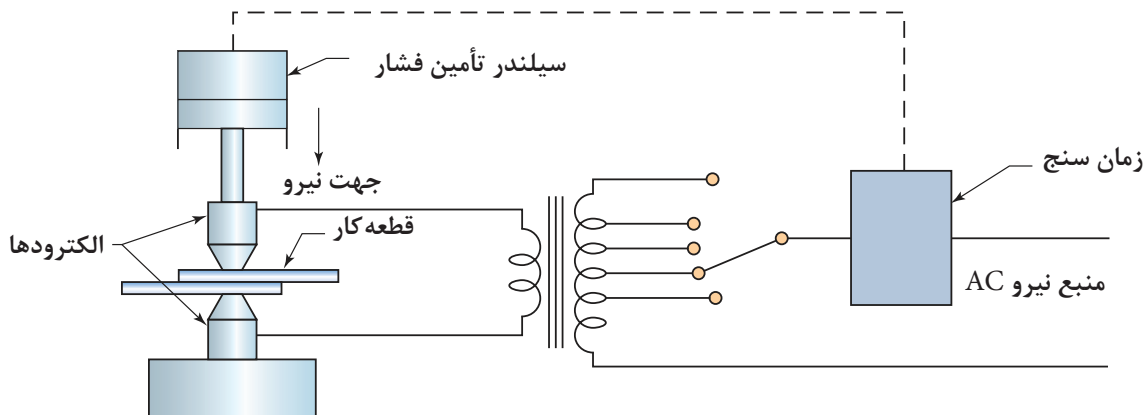 سیلندر تأمین فشار
زمان سنج
جهت نیرو
قطعه‌کار
الکترودها
منبع نیرو AC